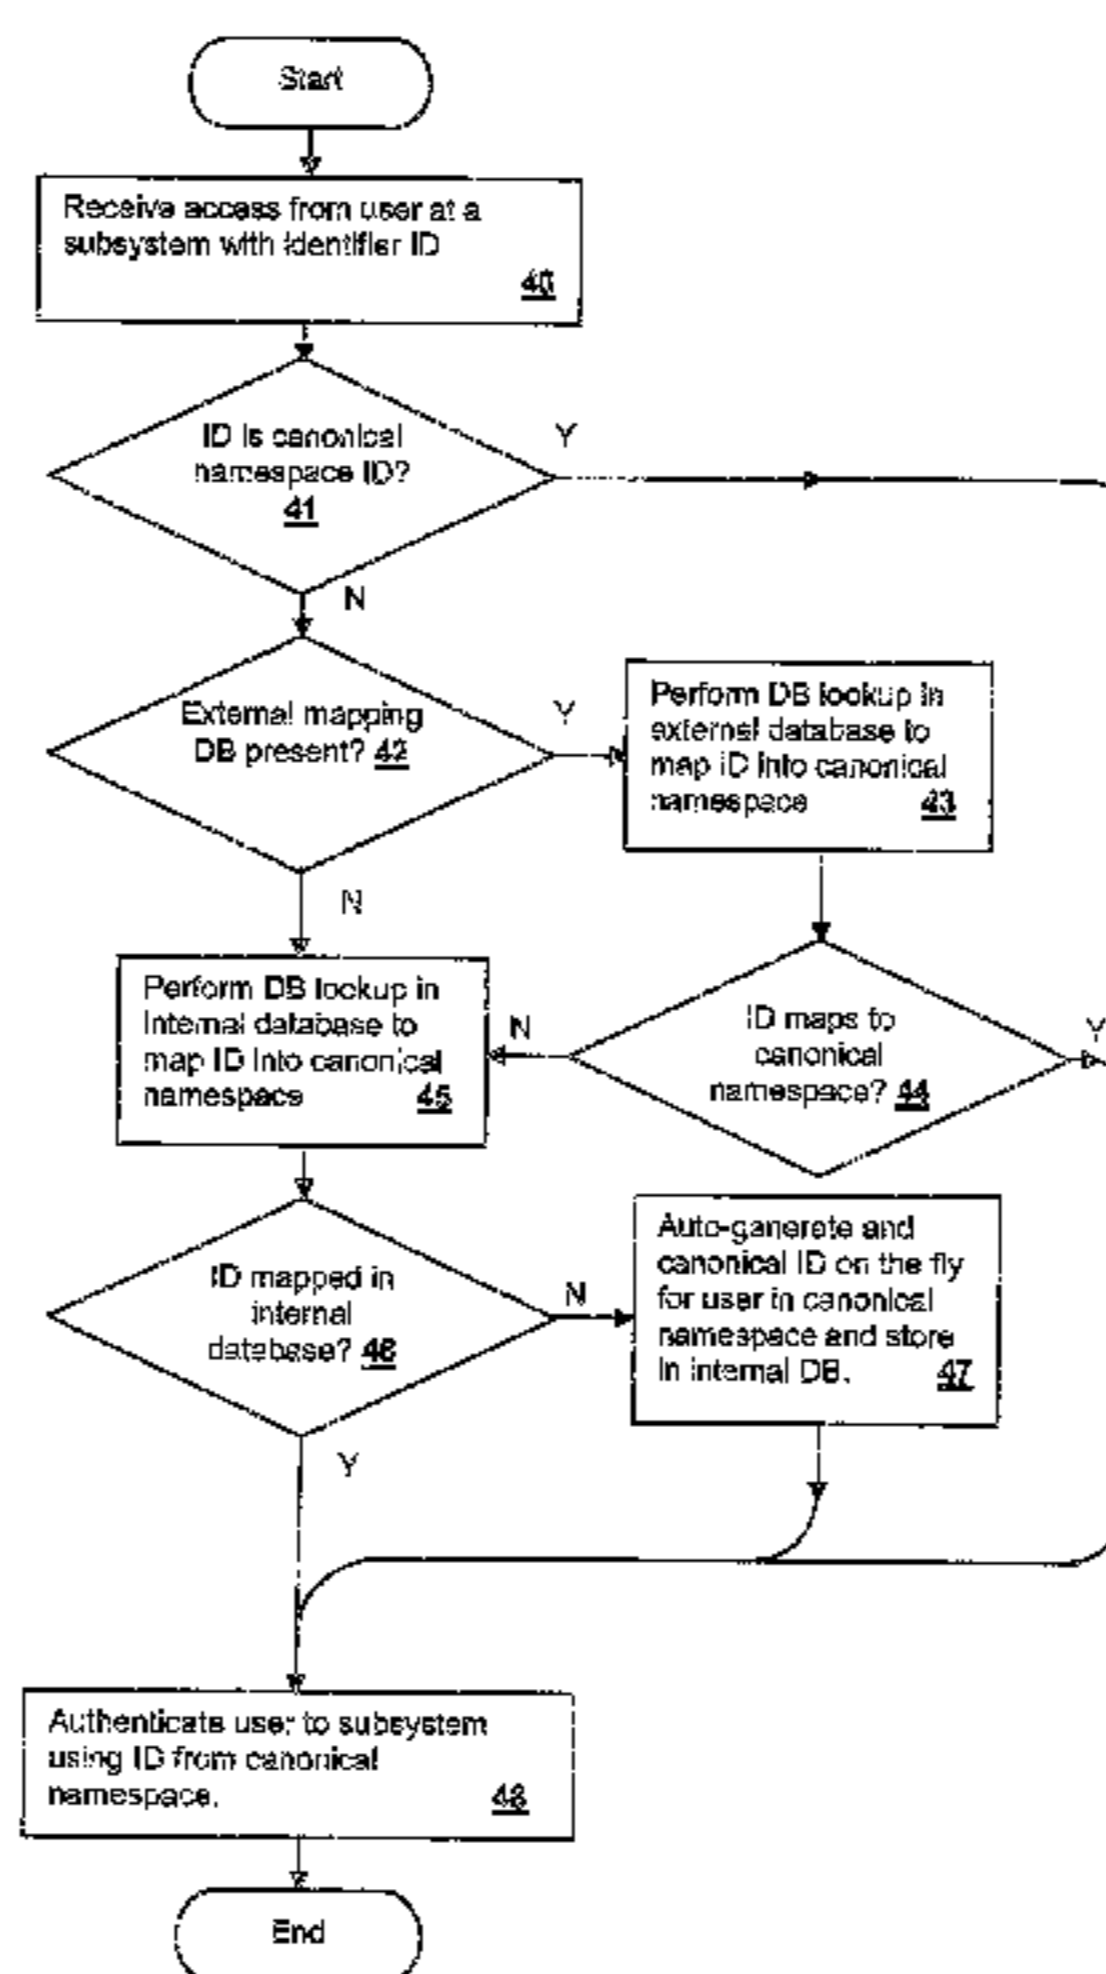 Start
Receive access from user at a
subsystem with identifier ID
40
ID is canonical
namespace ID?
41
Y
N
External mapping
DB present? 42
Y
N
Perform DB lookup in
external database to
map ID into canonical
namespace 43
ID maps to
canonical
namespace? 44
N
Y
Perform DB lookup in
internal database to
map ID into canonical
namespace 45
ID mapped in
internal
database? 46
N
Y
Auto-generate and
canonical ID on the fly
for user in canonical
namespace and store
in internal DB. 47
Authenticate user to subsystem
using ID from canonical
namespace. 48
End